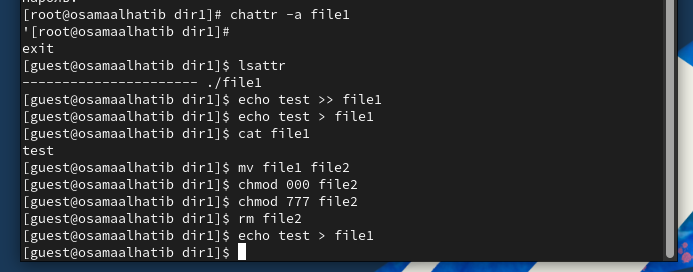 [root@osamaalhatib dir1]# chattr -a file1
'[root@osamaalhatib dir1]#
exit
[guest@osamaalhatib dir1]$ lsattr
---------------------- ./file1
[guest@osamaalhatib dir1]$ echo test >> file1
[guest@osamaalhatib dir1]$ echo test > file1
[guest@osamaalhatib dir1]$ cat file1
test
[guest@osamaalhatib dir1]$ mv file1 file2
[guest@osamaalhatib dir1]$ chmod 000 file2
[guest@osamaalhatib dir1]$ chmod 777 file2
[guest@osamaalhatib dir1]$ rm file2
[guest@osamaalhatib dir1]$ echo test > file1
[guest@osamaalhatib dir1]$